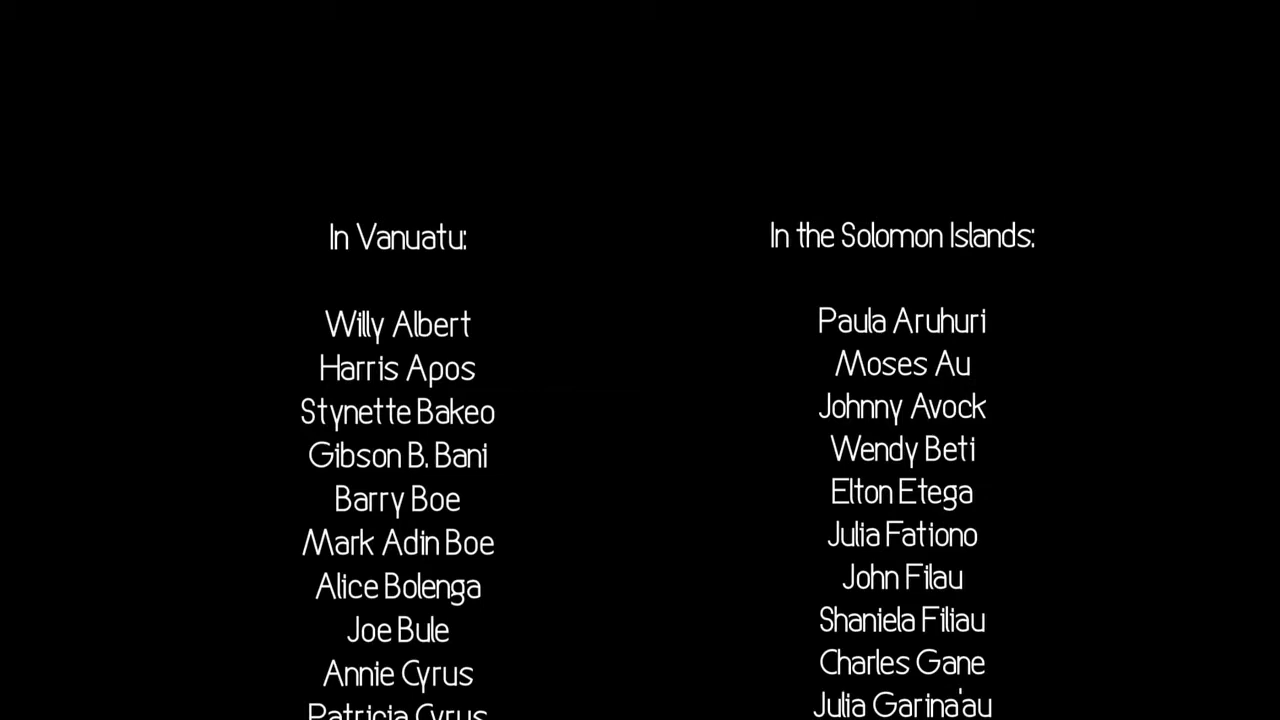 In Vanuatu:
Willy Albert
Harris Apos
Stynette Bakeo
Gibson B. Bani
Barry Boe
Mark Adin Boe
Alice Bolenga
Joe Bule
Annie Cyrus
Patricia Cyrus
In the Solomon Islands:
Paula Aruhuri
Moses Au
Johnny Avock
Wendy Beti
Elton Etega
Julia Fationo
John Filau
Shaniela Filiau
Charles Gane
Julia Garina'au